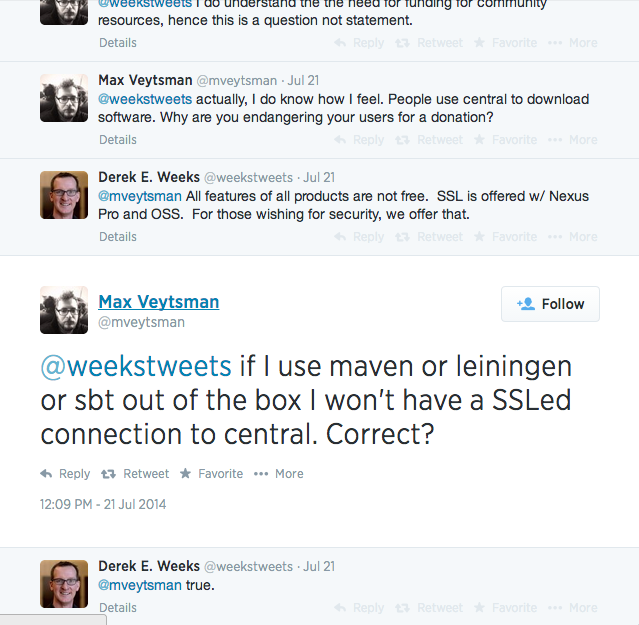 @weekstweets I do understand the the need for funding for community
resources, hence this is a question not statement.
Details Reply Retweet Favorite More
Max Veytsman @mveytsman · Jul 21
@weekstweets actually, I do know how I feel. People use central to download
software. Why are you endangering your users for a donation?
Details Reply Retweet Favorite More
Derek E. Weeks @weekstweets · Jul 21
@mveytsman All features of all products are not free. SSL is offered w/ Nexus
Pro and OSS. For those wishing for security, we offer that.
Details Reply Retweet Favorite More
Max Veytsman
@mveytsman
Follow
@weekstweets if I use maven or leiningen
or sbt out of the box I won't have a SSLed
connection to central. Correct?
Reply Retweet Favorite More
12:09 PM - 21 Jul 2014
Derek E. Weeks @weekstweets · Jul 21
@mveytsman true.
Details Reply Retweet Favorite More